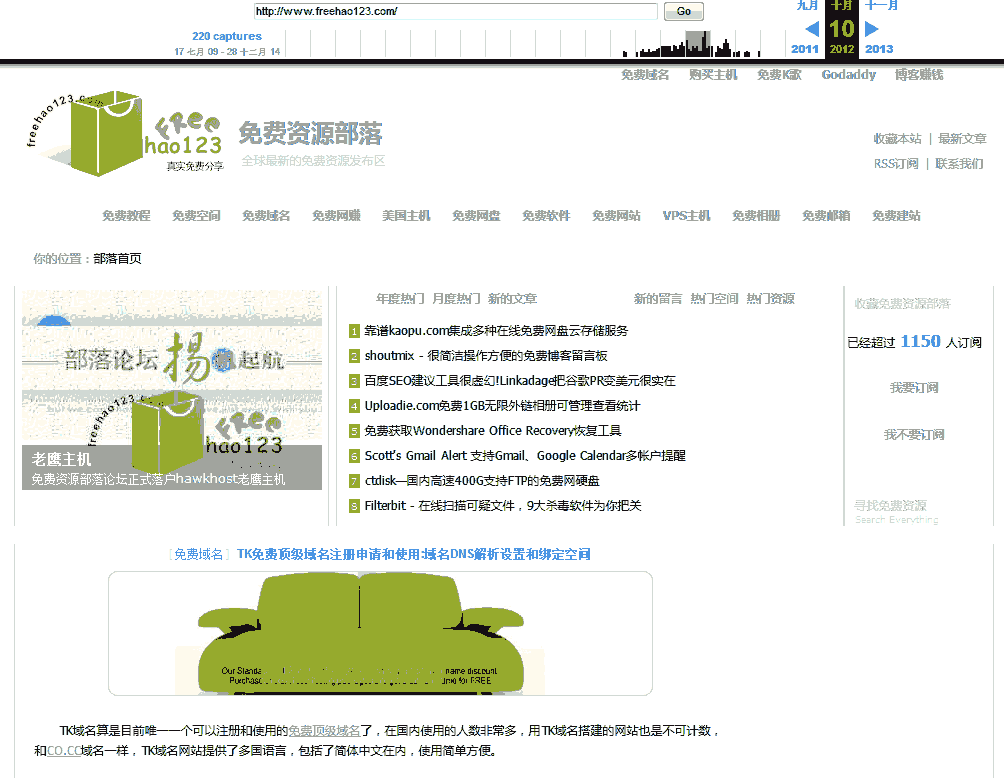 http://www.freehao123.com/ Go
九月 十月 十一月
220 captures
10
17 七月 09 - 28 十二月 14
2011 2012 2013
免费域名 购买主机 免费K歌 Godaddy 博客赚钱
freehao123.com
Free
hao123
真实免费分享
免费资源部落
全球最新的免费资源发布区
收藏本站 | 最新文章
RSS订阅 | 联系我们
免费教程 免费空间 免费域名 免费网赚 美国主机 免费网盘 免费软件 免费网站 VPS主机 免费相册 免费邮箱 免费建站
你的位置：部落首页
部落论坛 扬帆起航
freehao123.c
Free
hao123
老鹰主机
免费资源部落论坛正式落户hawkhost老鹰主机
年度热门 月度热门 新的文章 新的留言 热门空间 热门资源
1 靠谱kaopu.com集成多种在线免费网盘云存储服务
2 shoutmix - 很简洁操作方便的免费博客留言板
3 百度SEO建议工具很虚幻!Linkadage把谷歌PR变美元很实在
4 Uploadie.com免费1GB无限外链相册可管理查看统计
5 免费获取Wondershare Office Recovery恢复工具
6 Scott's Gmail Alert 支持Gmail、Google Calendar多帐户提醒
7 ctdisk—国内高速400G支持FTP的免费网硬盘
8 Filterbit - 在线扫描可疑文件，9大杀毒软件为你把关
收藏免费资源部落
已经超过 1150 人订阅
我要订阅
我不要订阅
寻找免费资源
Search Everything
[免费域名] TK免费顶级域名注册申请和使用:域名DNS解析设置和绑定空间
Our Standa
name discount
Purchas
for FREE
TK域名算是目前唯一一个可以注册和使用的免费顶级域名了，在国内使用的人数非常多，用TK域名搭建的网站也是不可计数，
和CO.CC域名一样，TK域名网站提供了多国语言，包括了简体中文在内，使用简单方便。